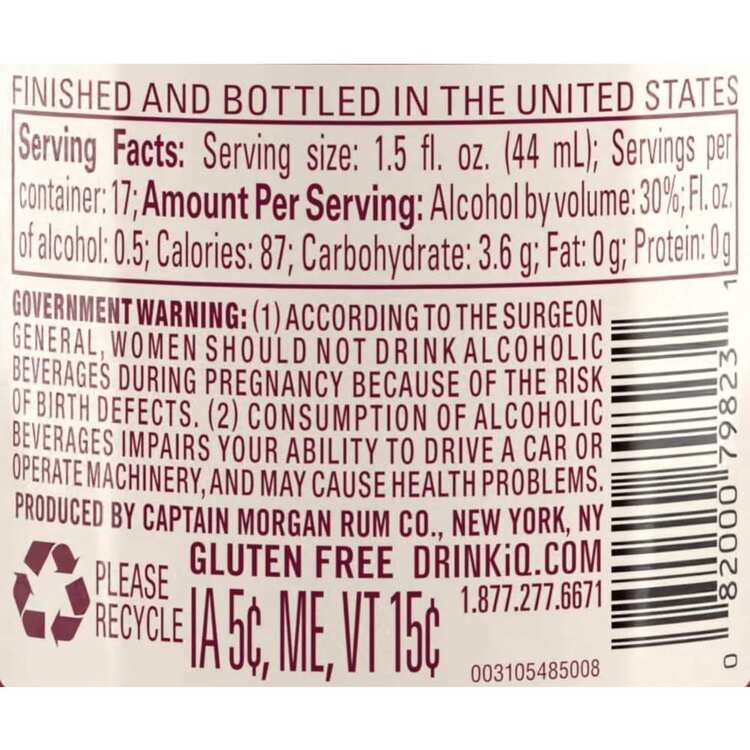 FINISHED AND BOTTLED IN THE UNITED STATES
Serving Facts: Serving size: 1.5 fl. oz. (44 mL); Servings per
container: 17; Amount Per Serving: Alcohol by volume: 30%; Fl. oz.
of alcohol: 0.5; Calories: 87; Carbohydrate: 3.6 g; Fat: 0 g; Protein: 0 g
GOVERNMENT WARNING: (1) ACCORDING TO THE SURGEON
GENERAL, WOMEN SHOULD NOT DRINK ALCOHOLIC
BEVERAGES DURING PREGNANCY BECAUSE OF THE RISK
OF BIRTH DEFECTS. (2) CONSUMPTION OF ALCOHOLIC
BEVERAGES IMPAIRS YOUR ABILITY TO DRIVE A CAR OR
OPERATE MACHINERY, AND MAY CAUSE HEALTH PROBLEMS.
PRODUCED BY CAPTAIN MORGAN RUM CO., NEW YORK, NY
GLUTEN FREE DRINKiQ.COM
PLEASE
RECYCLE
IA 5¢, ME, VT 15¢
1.877.277.6671
003105485008
0 82000 79823 1